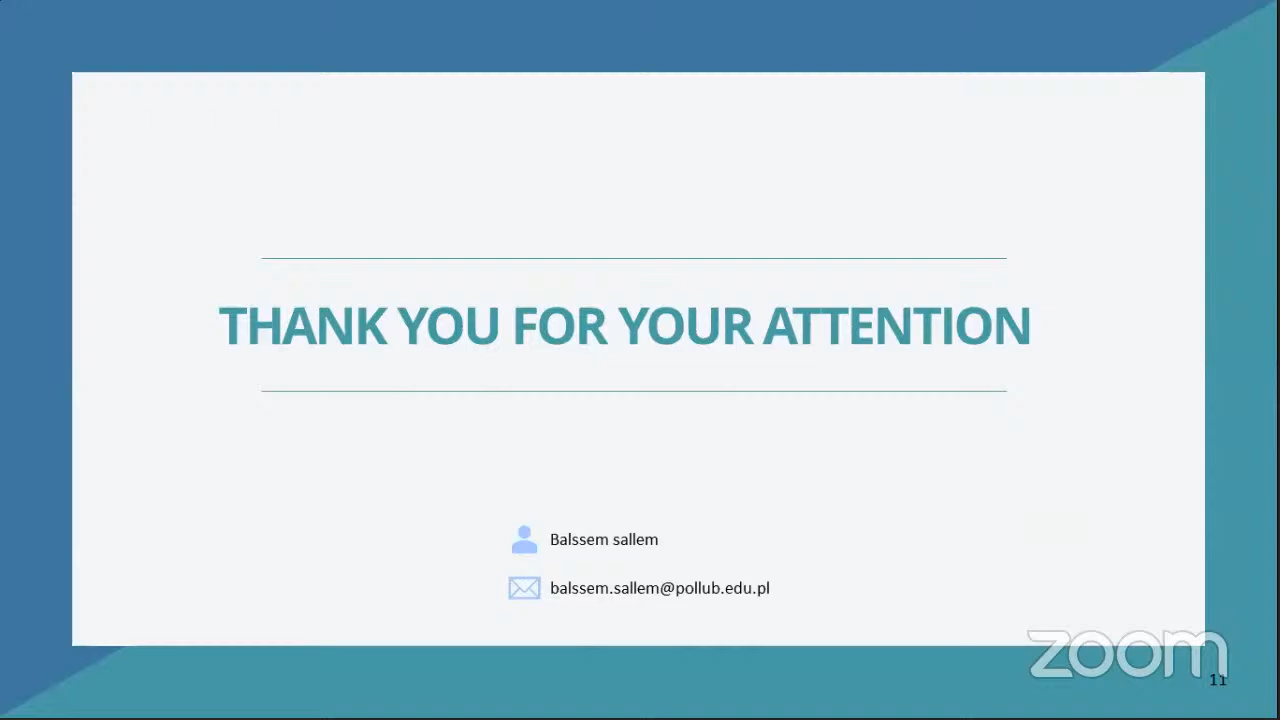 THANK YOU FOR YOUR ATTENTION
Balssem sallem
balssem.sallem@pollub.edu.pl
zoom
11